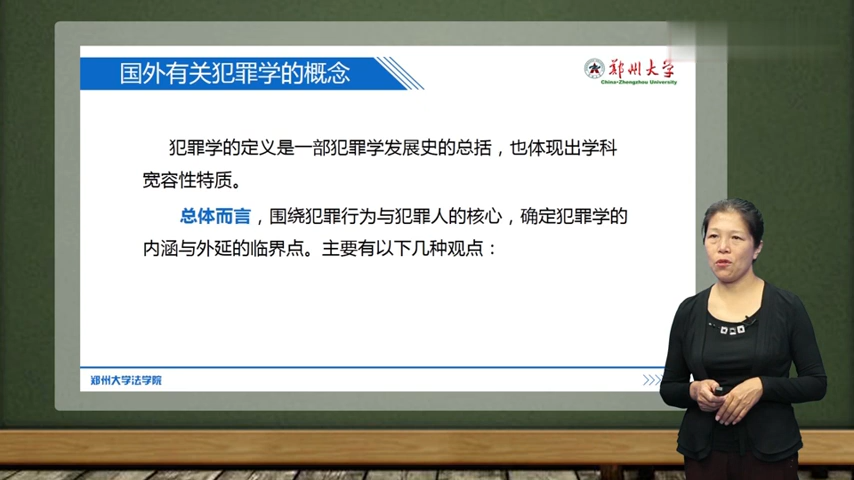 国外有关犯罪学的概念
郑州大学
China·Zhengzhou University
犯罪学的定义是一部犯罪学发展史的总括，也体现出学科
宽容性特质。
总体而言，围绕犯罪行为与犯罪人的核心，确定犯罪学的
内涵与外延的临界点。主要有以下几种观点：
郑州大学法学院